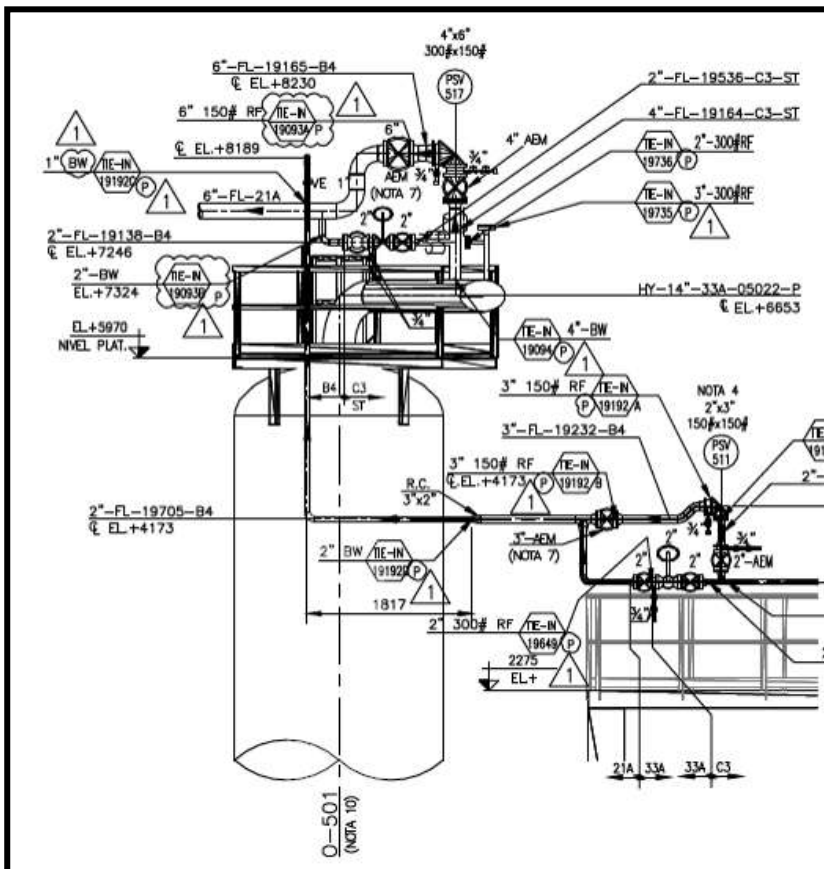 4"x6"
300#x150#
PSV
517
6"-FL-19165-B4
℄ EL.+8230
2"-FL-19536-C3-ST
6" 150# RF
TIE-IN
19093A P
1
6"
4"-FL-19164-C3-ST
1
℄ EL.+8189
3/4"
4" AEM
TIE-IN
19736 P
2"-300#RF
1" BW
TIE-IN
19192C P
1
AEM
(NOTA 7)
3/4"
VE 1"
TIE-IN
19735 P
3"-300#RF
1
6"-FL-21A
2"
2"
2"-FL-19138-B4
℄ EL.+7246
2"-BW
EL.+7324
TIE-IN
19093B P
1
HY-14"-33A-05022-P
℄ EL.+6653
3/4"
EL.+5970
NIVEL PLAT.
TIE-IN
19094 P
4"-BW
1
B4
C3
ST
3" 150# RF
TIE-IN
P 19192 A
NOTA 4
2"x3"
150#x150#
PSV
511
3"-FL-19232-B4
TIE-IN
3" 150# RF
℄ EL.+4173 P
TIE-IN
19192 B
1
R.C.
3"x2"
2"-FL-19705-B4
℄ EL.+4173
3/4"
3"-AEM
(NOTA 7)
3/4"
2"-AEM
2" BW
TIE-IN
P
1
2"
2"
2"
1817
3/4"
2" 300# RF
TIE-IN
19649 P
1
2275
EL.+
21A
33A
33A
C3
O-501
(NOTA 10)